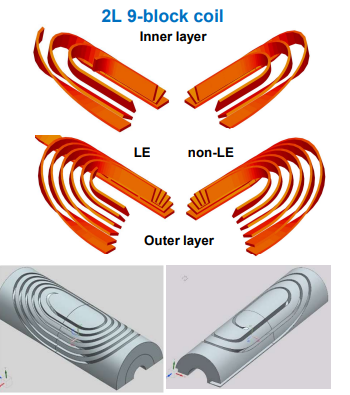 2L 9-block coil
Inner layer
LE non-LE
Outer layer